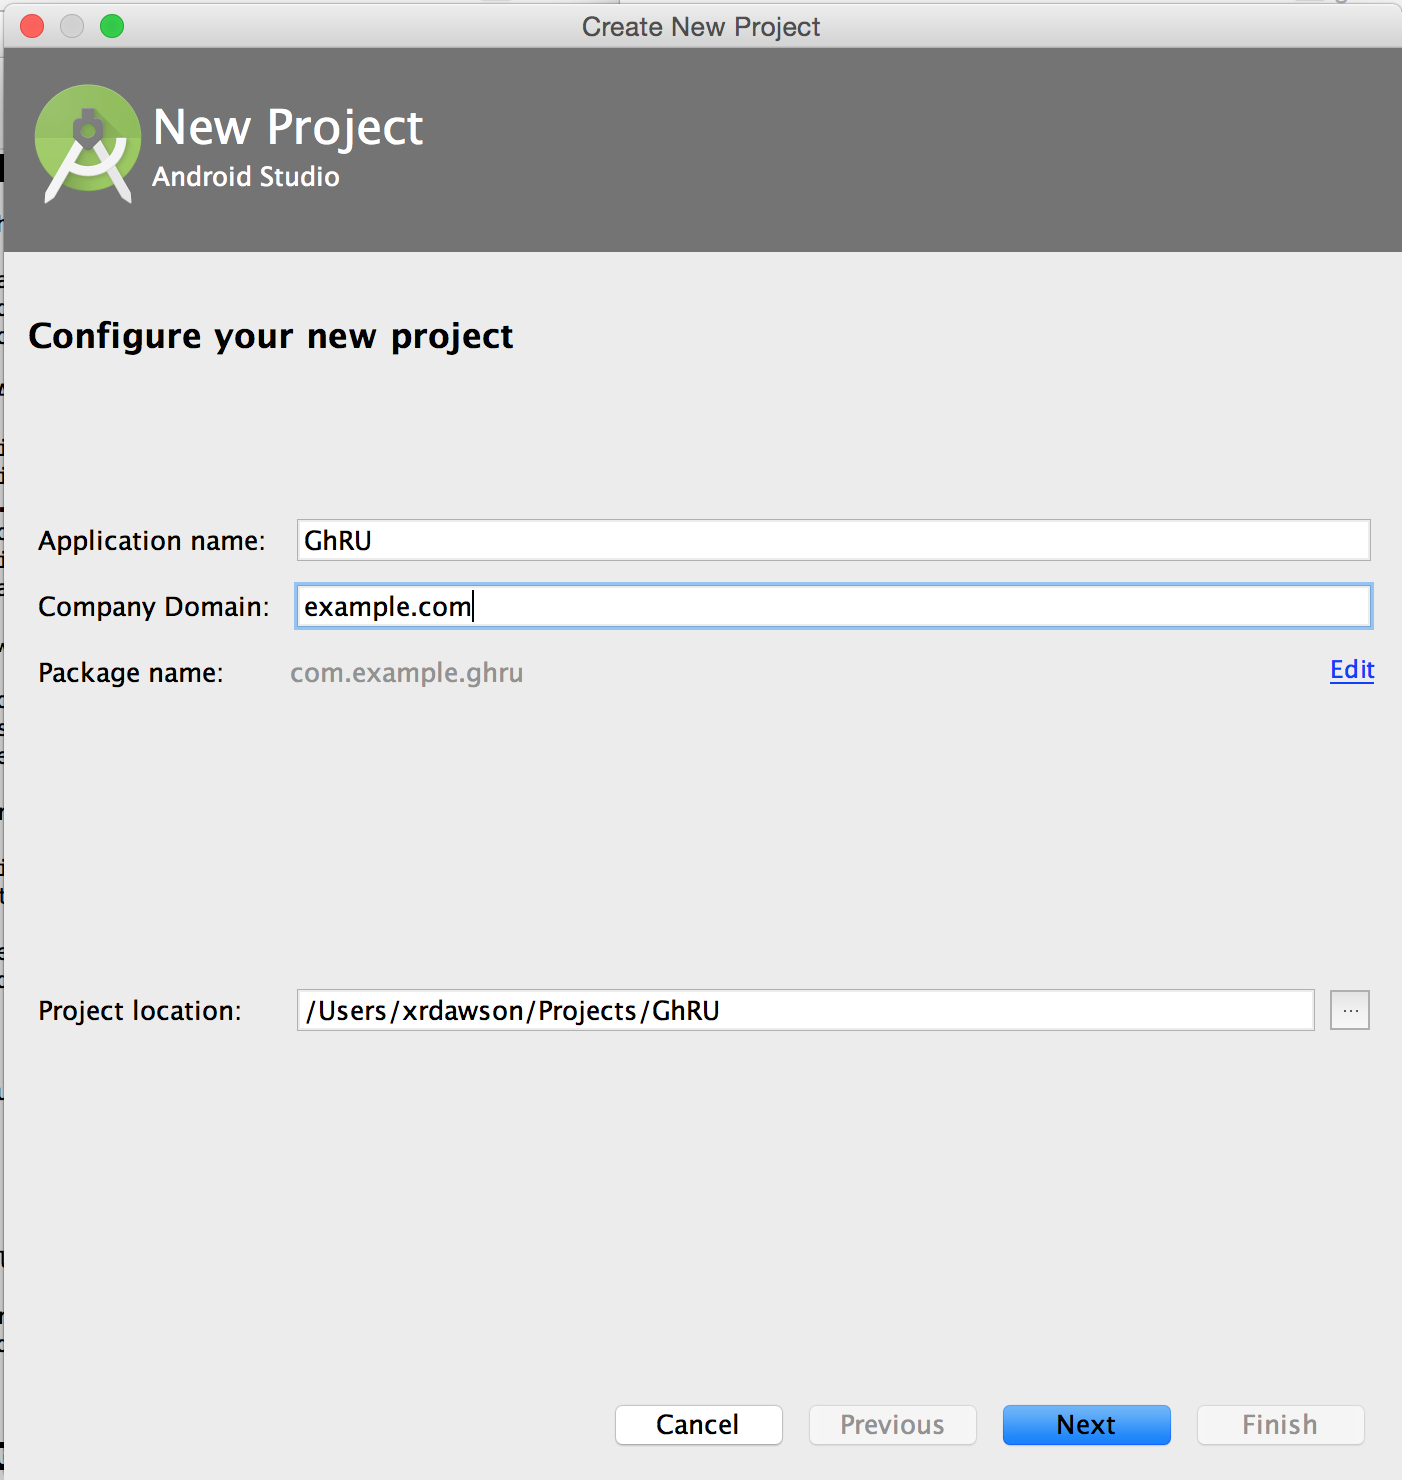 Create New Project
New Project
Android Studio
Configure your new project
Application name: GhRU
Company Domain: example.com
Package name: com.example.ghru Edit
Project location: /Users/xrdawson/Projects/GhRU ...
Cancel Previous Next Finish